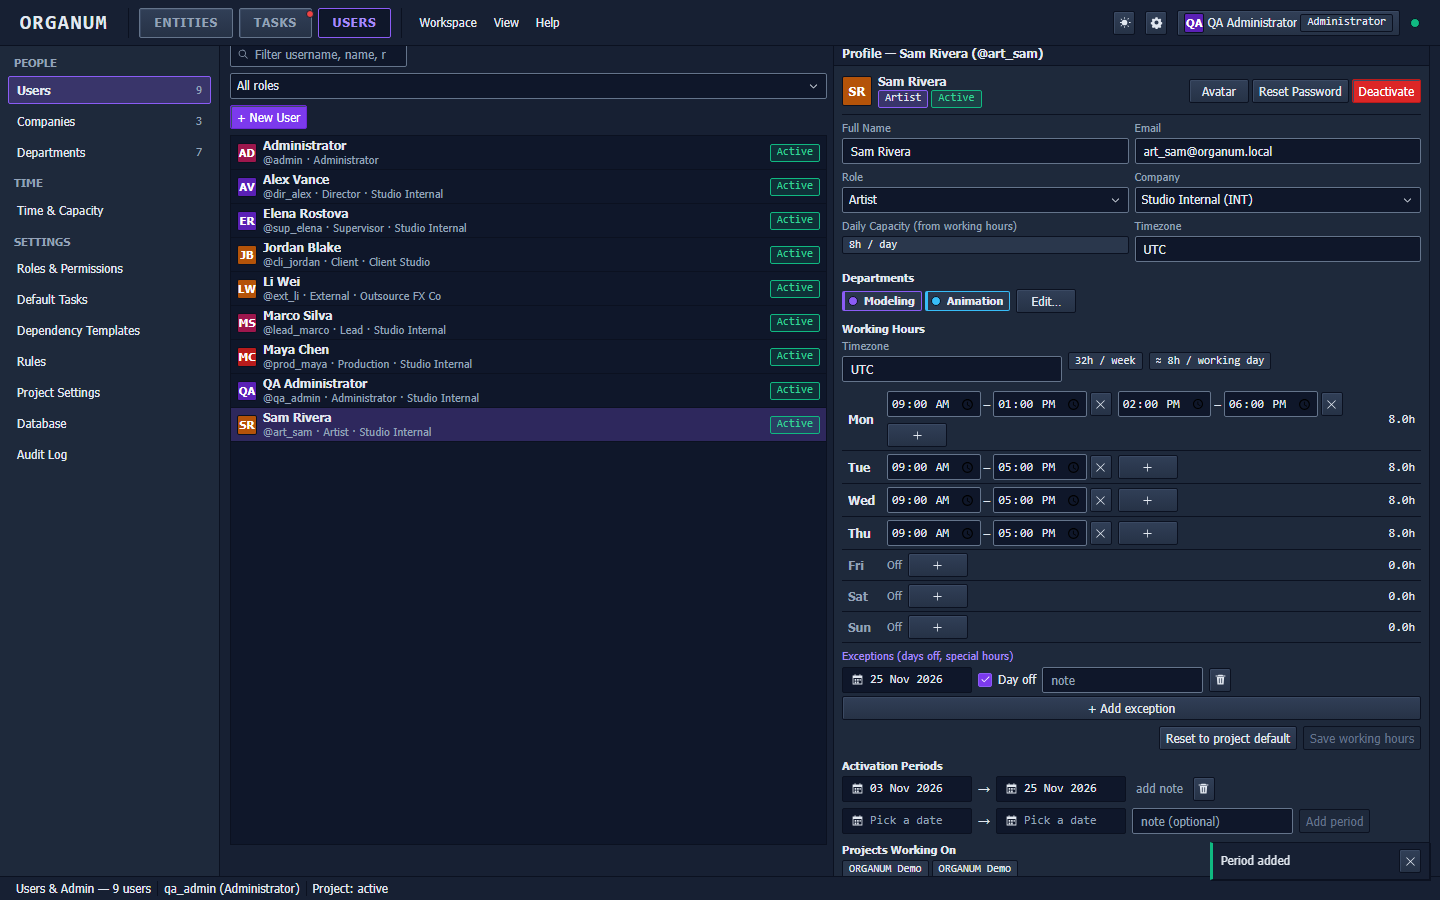 ORGANUM ENTITIES TASKS USERS Workspace View Help QA QA Administrator Administrator
PEOPLE
Users 9
Companies 3
Departments 7
TIME
Time & Capacity
SETTINGS
Roles & Permissions
Default Tasks
Dependency Templates
Rules
Project Settings
Database
Audit Log
Filter username, name, r
All roles
+ New User
AD Administrator
@admin · Administrator
Active
AV Alex Vance
@dir_alex · Director · Studio Internal
Active
ER Elena Rostova
@sup_elena · Supervisor · Studio Internal
Active
JB Jordan Blake
@cli_jordan · Client · Client Studio
Active
LW Li Wei
@ext_li · External · Outsource FX Co
Active
MS Marco Silva
@lead_marco · Lead · Studio Internal
Active
MC Maya Chen
@prod_maya · Production · Studio Internal
Active
QA QA Administrator
@qa_admin · Administrator · Studio Internal
Active
SR Sam Rivera
@art_sam · Artist · Studio Internal
Active
Profile — Sam Rivera (@art_sam)
SR Sam Rivera
Artist Active
Avatar Reset Password Deactivate
Full Name Email
Sam Rivera art_sam@organum.local
Role Company
Artist Studio Internal (INT)
Daily Capacity (from working hours) Timezone
8h / day UTC
Departments
Modeling Animation Edit...
Working Hours
Timezone
UTC 32h / week ≈ 8h / working day
Mon 09:00 AM – 01:00 PM 02:00 PM – 06:00 PM 8.0h
+
Tue 09:00 AM – 05:00 PM + 8.0h
Wed 09:00 AM – 05:00 PM + 8.0h
Thu 09:00 AM – 05:00 PM + 8.0h
Fri Off + 0.0h
Sat Off + 0.0h
Sun Off + 0.0h
Exceptions (days off, special hours)
25 Nov 2026 Day off note
+ Add exception
Reset to project default Save working hours
Activation Periods
03 Nov 2026 → 25 Nov 2026 add note
Pick a date → Pick a date note (optional) Add period
Projects Working On
ORGANUM Demo ORGANUM Demo
Period added
Users & Admin — 9 users qa_admin (Administrator) Project: active